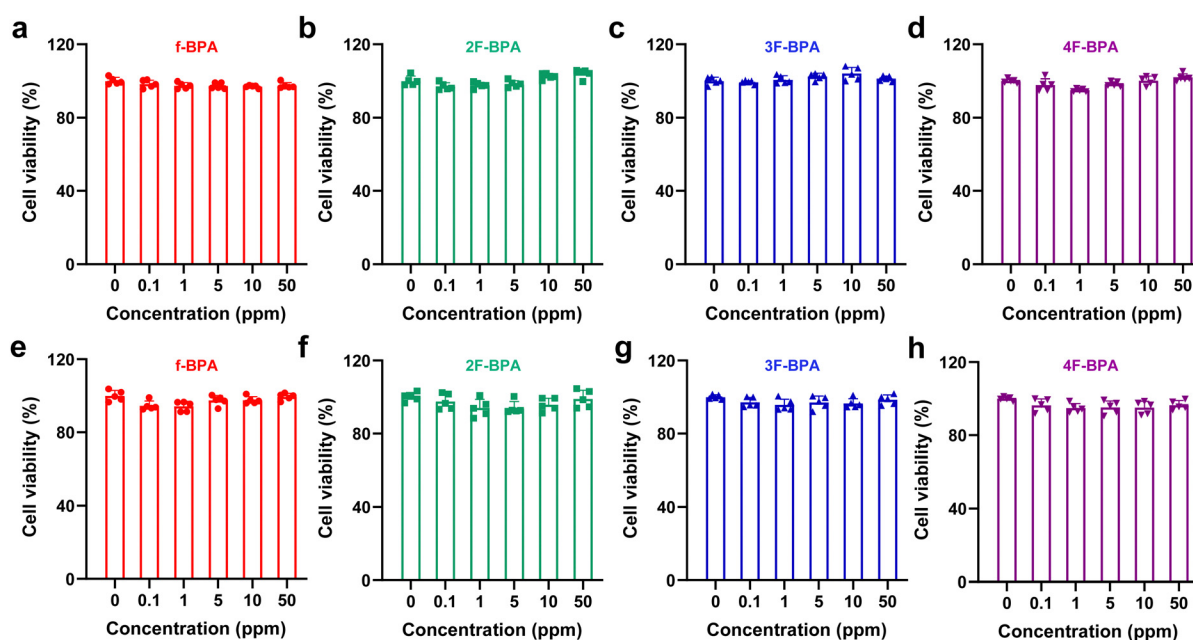 a
f-BPA
Cell viability (%)
120
80
40
0
0 0.1 1 5 10 50
Concentration (ppm)
b
2F-BPA
Cell viability (%)
120
80
40
0
0 0.1 1 5 10 50
Concentration (ppm)
c
3F-BPA
Cell viability (%)
120
80
40
0
0 0.1 1 5 10 50
Concentration (ppm)
d
4F-BPA
Cell viability (%)
120
80
40
0
0 0.1 1 5 10 50
Concentration (ppm)
e
f-BPA
Cell viability (%)
120
80
40
0
0 0.1 1 5 10 50
Concentration (ppm)
f
2F-BPA
Cell viability (%)
120
80
40
0
0 0.1 1 5 10 50
Concentration (ppm)
g
3F-BPA
Cell viability (%)
120
80
40
0
0 0.1 1 5 10 50
Concentration (ppm)
h
4F-BPA
Cell viability (%)
120
80
40
0
0 0.1 1 5 10 50
Concentration (ppm)